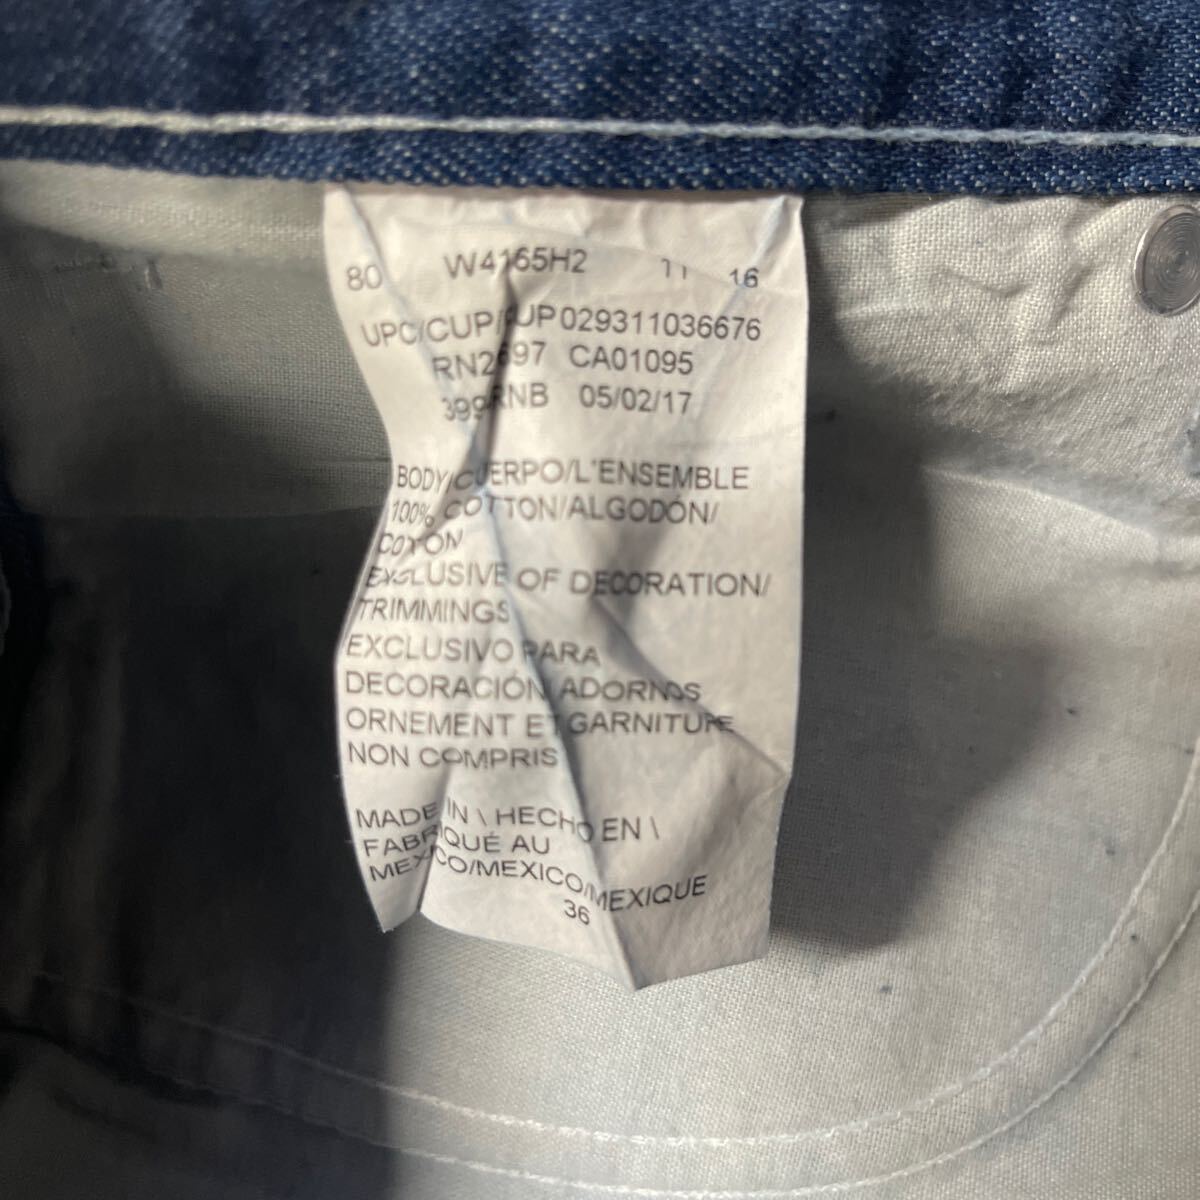 80 W4165H2 11 16
UPC/CUP/ UP029311036676
RN2697 CA01095
399RNB 05/02/17
BODY/CUERPO/L'ENSEMBLE
100% COTTON/ALGODÓN/
COTON
EXCLUSIVE OF DECORATION/
TRIMMINGS
EXCLUSIVO PARA
DECORACIÓN ADORNOS
ORNEMENT ET GARNITURE
NON COMPRIS
MADE IN \ HECHO EN \
FABRIQUÉ AU
MEXICO/MEXICO/MEXIQUE
36